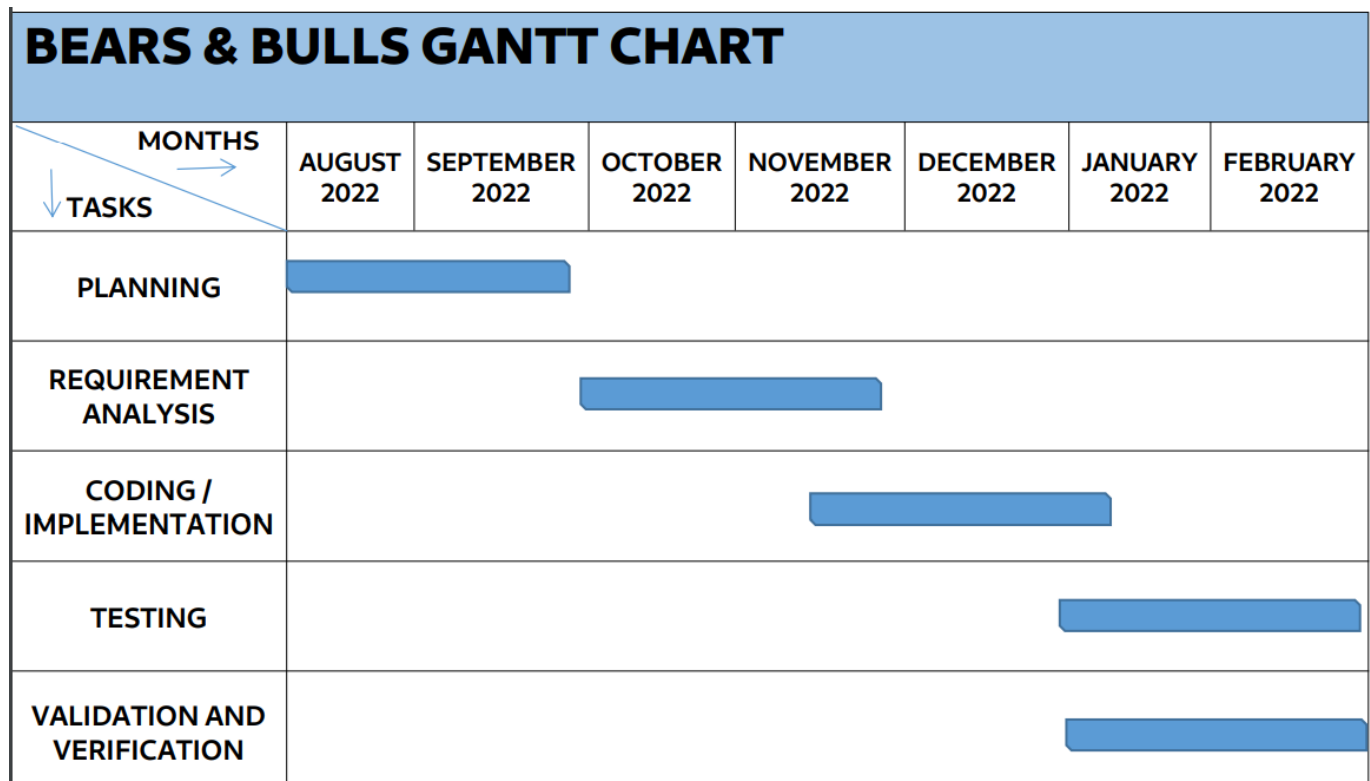 BEARS & BULLS GANTT CHART
MONTHS
TASKS
AUGUST
2022
SEPTEMBER
2022
OCTOBER
2022
NOVEMBER
2022
DECEMBER
2022
JANUARY
2022
FEBRUARY
2022
PLANNING
REQUIREMENT
ANALYSIS
CODING /
IMPLEMENTATION
TESTING
VALIDATION AND
VERIFICATION